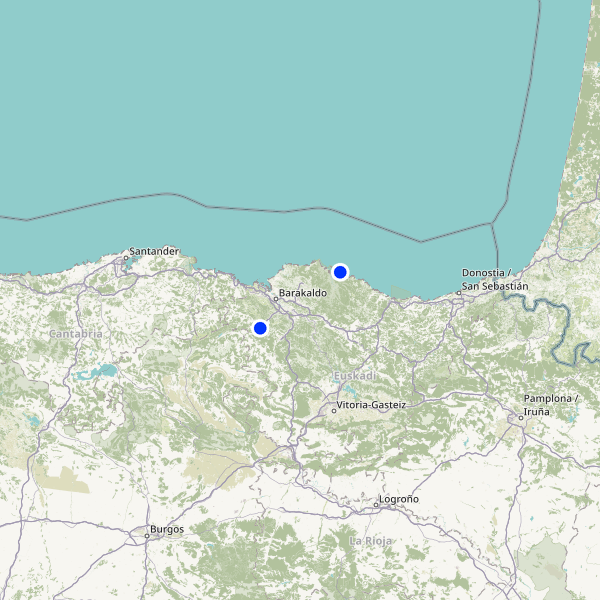 Santander
Donostia /
San Sebastián
Barakaldo
Cantabria
Euskadi
Vitoria-Gasteiz
Pamplona /
Iruña
Logroño
Burgos
La Rioja